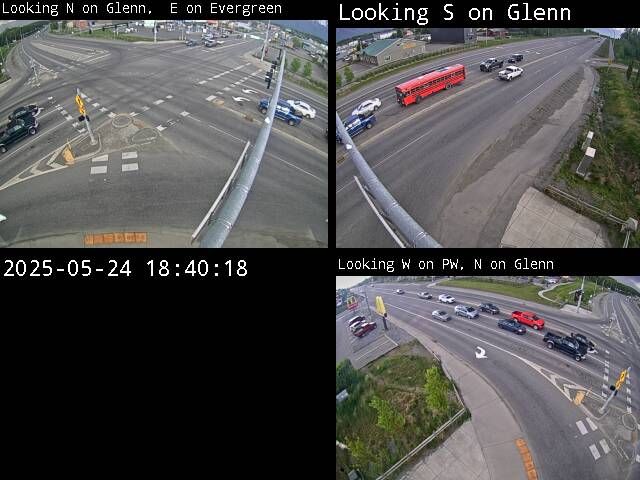 Looking N on Glenn, E on Evergreen
Looking S on Glenn
2025-05-24 18:40:18
Looking W on PW, N on Glenn